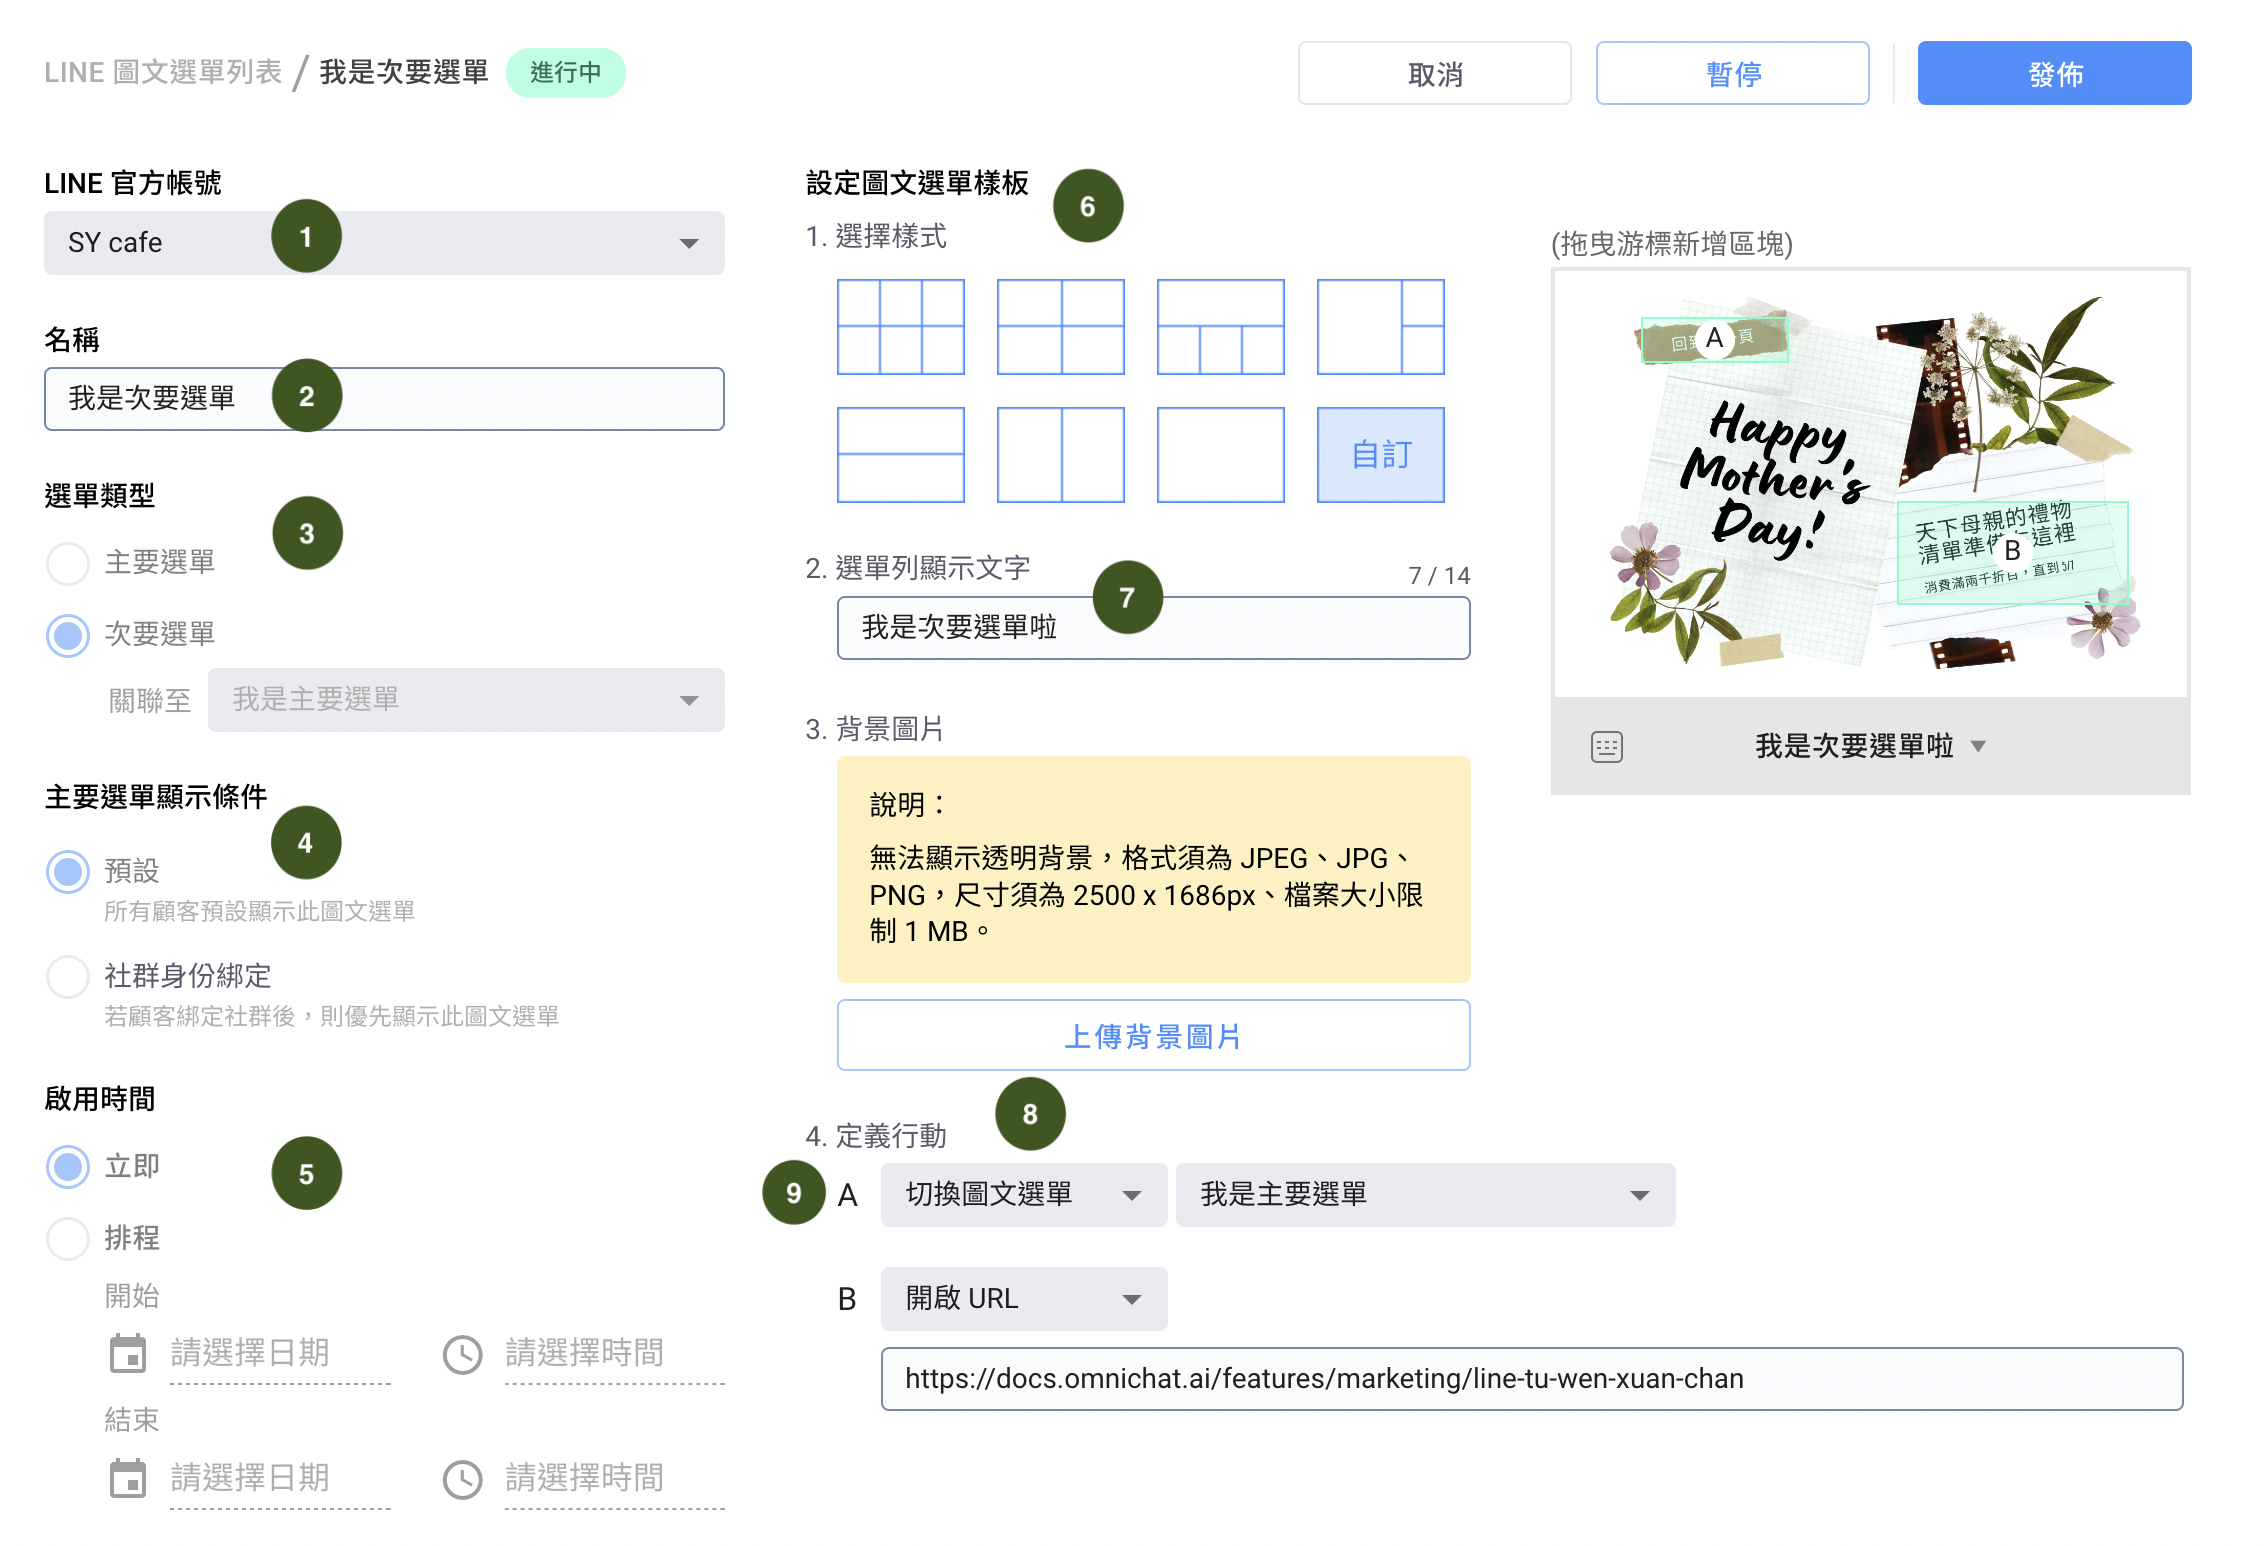 LINE 圖文選單列表 / 我是次要選單 進行中
取消
暫停
發佈
LINE 官方帳號
1
SY cafe
名稱
2
我是次要選單
選單類型
3
主要選單
次要選單
關聯至 我是主要選單
主要選單顯示條件
4
預設
所有顧客預設顯示此圖文選單
社群身份綁定
若顧客綁定社群後，則優先顯示此圖文選單
啟用時間
5
立即
排程
開始
請選擇日期 請選擇時間
結束
請選擇日期 請選擇時間
設定圖文選單樣板
6
1. 選擇樣式
自訂
2. 選單列顯示文字
7 / 14
7
我是次要選單啦
3. 背景圖片
說明：
無法顯示透明背景，格式須為 JPEG、JPG、
PNG，尺寸須為 2500 x 1686px、檔案大小限
制 1 MB。
上傳背景圖片
8
4. 定義行動
9
A 切換圖文選單 我是主要選單
B 開啟 URL
https://docs.omnichat.ai/features/marketing/line-tu-wen-xuan-chan
(拖曳游標新增區塊)
A
回到 頁
Happy,
Mother's
Day!
天下母親的禮物
清單準備 這裡
B
消費滿兩千折百，直到 5/7
我是次要選單啦